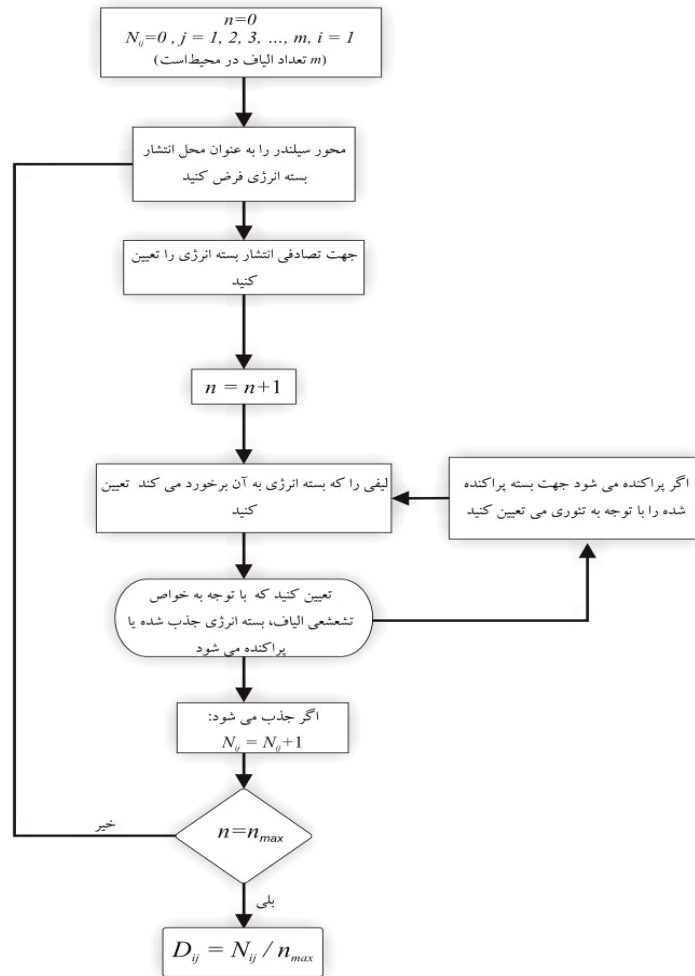 n=0
N_ij=0 , j = 1, 2, 3, ..., m, i = 1
(m تعداد الیاف در محیط است)
محور سیلندر را به عنوان محل انتشار
بسته انرژی فرض کنید
جهت تصادفی انتشار بسته انرژی را تعیین
کنید
n = n+1
لیفی را که بسته انرژی به آن برخورد می کند تعیین
کنید
اگر پراکنده می شود جهت بسته پراکنده
شده را با توجه به تئوری می تعیین کنید
تعیین کنید که با توجه به خواص
تشعشعی الیاف، بسته انرژی جذب شده یا
پراکنده می شود
اگر جذب می شود:
N_ij = N_ij+1
خیر
n=n_max
بلی
D_ij = N_ij / n_max